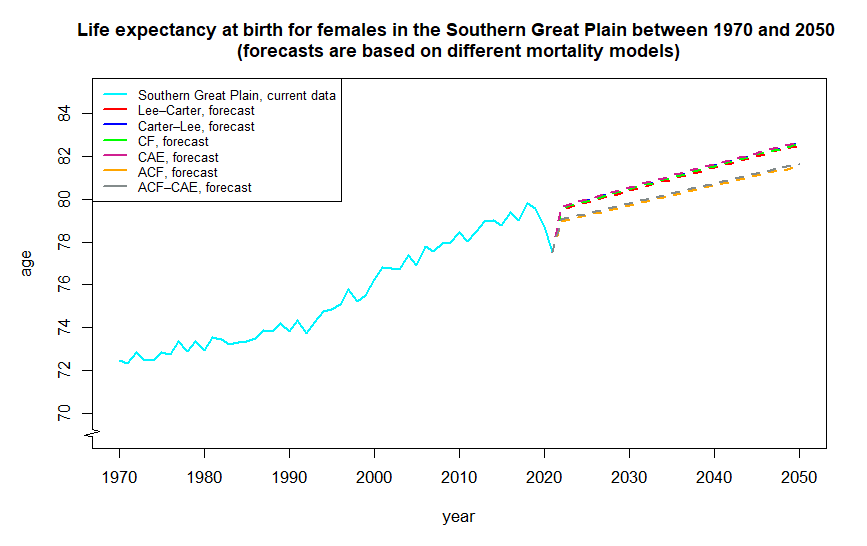 Life expectancy at birth for females in the Southern Great Plain between 1970 and 2050
(forecasts are based on different mortality models)
Southern Great Plain, current data
Lee–Carter, forecast
Carter–Lee, forecast
CF, forecast
CAE, forecast
ACF, forecast
ACF–CAE, forecast
84
82
80
78
76
74
72
70
age
1970 1980 1990 2000 2010 2020 2030 2040 2050
year